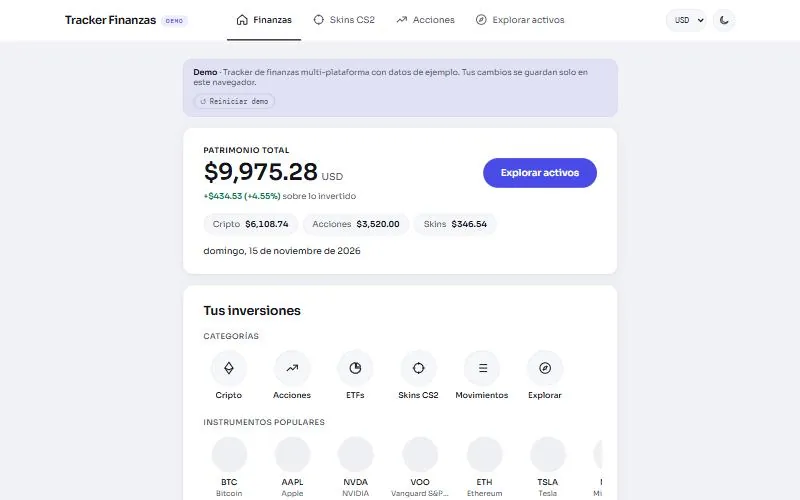 Tracker Finanzas DEMO
Finanzas
Skins CS2
Acciones
Explorar activos
USD
Demo · Tracker de finanzas multi-plataforma con datos de ejemplo. Tus cambios se guardan solo en
este navegador.
↺ Reiniciar demo
PATRIMONIO TOTAL
$9,975.28 USD
+$434.53 (+4.55%) sobre lo invertido
Explorar activos
Cripto $6,108.74
Acciones $3,520.00
Skins $346.54
domingo, 15 de noviembre de 2026
Tus inversiones
CATEGORÍAS
Cripto
Acciones
ETFs
Skins CS2
Movimientos
Explorar
INSTRUMENTOS POPULARES
BTC
Bitcoin
AAPL
Apple
NVDA
NVIDIA
VOO
Vanguard S&P...
ETH
Ethereum
TSLA
Tesla